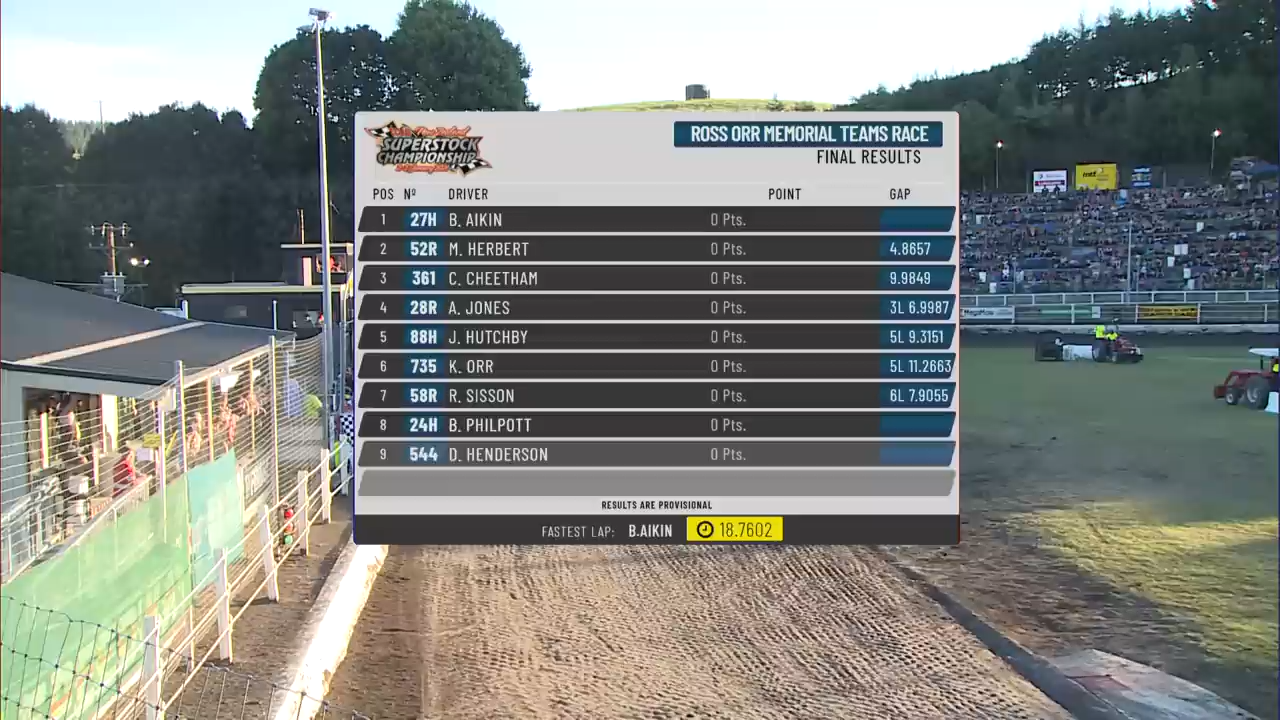 New Zealand
SUPERSTOCK
CHAMPIONSHIP
ROSS ORR MEMORIAL TEAMS RACE
FINAL RESULTS
POS Nº DRIVER POINT GAP
1 27H B. AIKIN 0 Pts.
2 52R M. HERBERT 0 Pts. 4.8657
3 361 C. CHEETHAM 0 Pts. 9.9849
4 28R A. JONES 0 Pts. 3L 6.9987
5 88H J. HUTCHBY 0 Pts. 5L 9.3151
6 735 K. ORR 0 Pts. 5L 11.2663
7 58R R. SISSON 0 Pts. 6L 7.9055
8 24H B. PHILPOTT 0 Pts.
9 544 D. HENDERSON 0 Pts.
RESULTS ARE PROVISIONAL
FASTEST LAP: B.AIKIN 18.7602